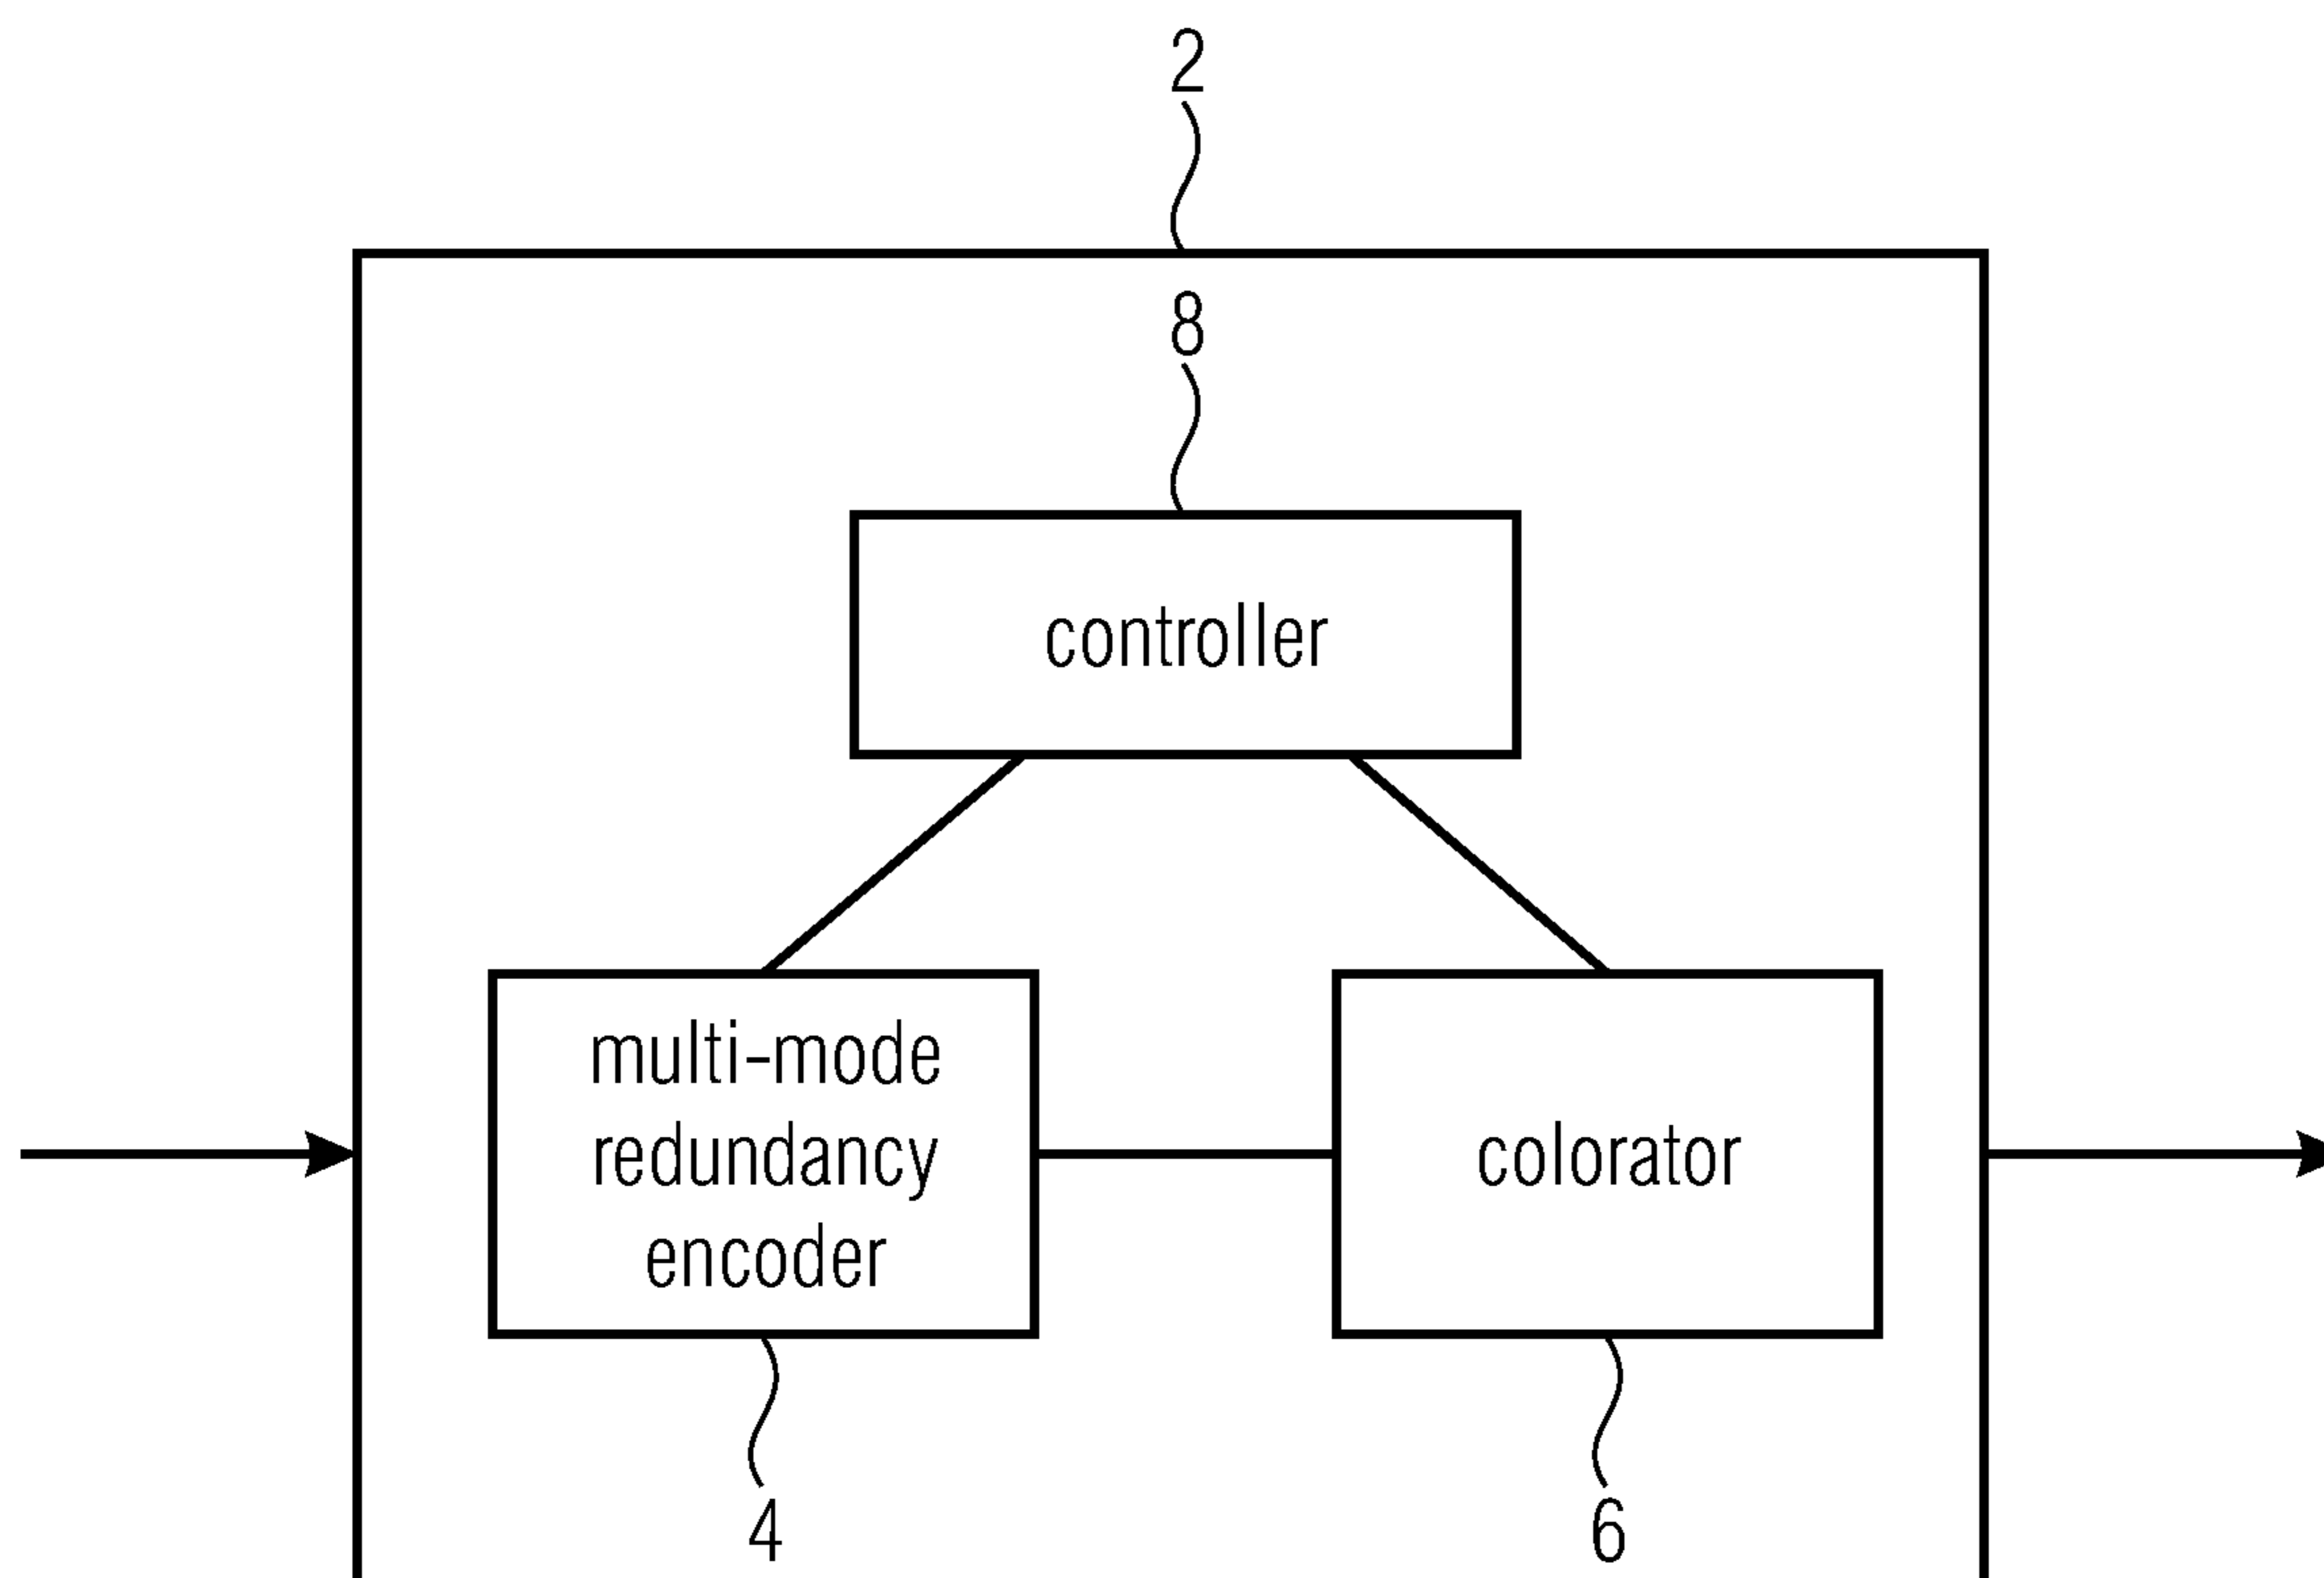 2
8
controller
multi-mode
redundancy
encoder
colorator
4
6